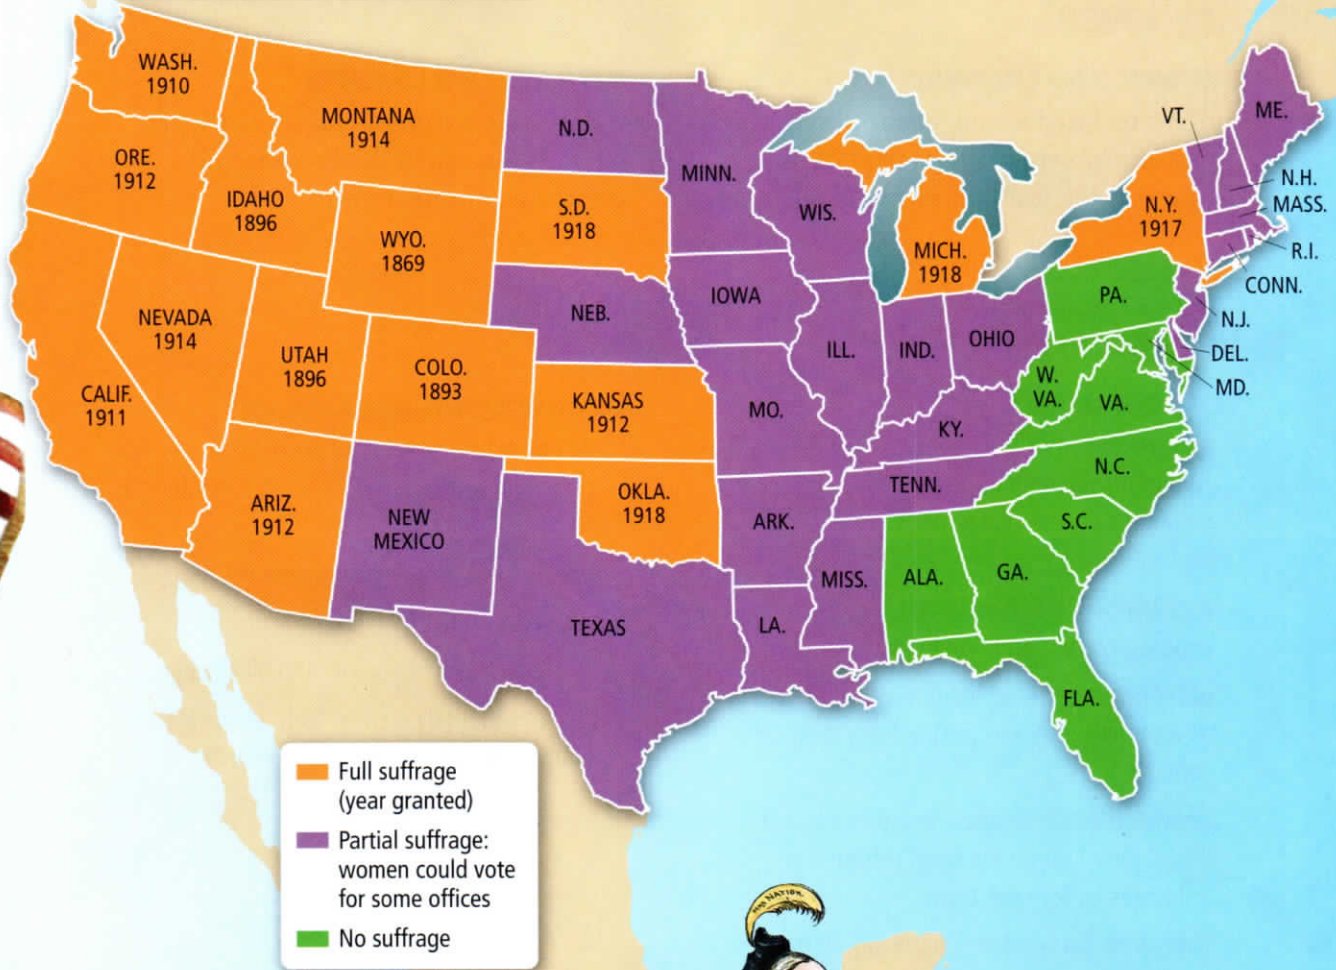 WASH.
1910
MONTANA
1914
N.D.
MINN.
VT.
ME.
ORE.
1912
IDAHO
1896
S.D.
1918
WIS.
N.H.
MASS.
N.Y.
1917
WYO.
1869
MICH.
1918
R.I.
CONN.
NEVADA
1914
NEB.
IOWA
PA.
N.J.
UTAH
1896
COLO.
1893
ILL.
IND.
OHIO
DEL.
MD.
CALIF.
1911
KANSAS
1912
MO.
W.
VA.
VA.
KY.
ARIZ.
1912
NEW
MEXICO
OKLA.
1918
ARK.
TENN.
N.C.
S.C.
MISS.
ALA.
GA.
TEXAS
LA.
FLA.
Full suffrage
(year granted)
Partial suffrage:
women could vote
for some offices
No suffrage
NATION.